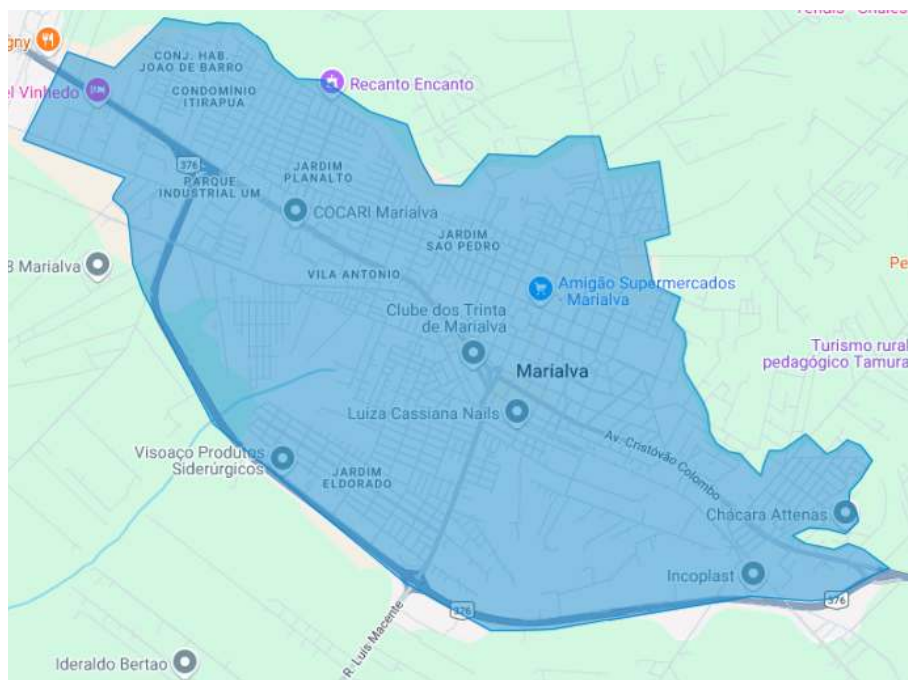 gny
CONJ. HAB.
JOAO DE BARRO
CONDOMÍNIO
ITIRAPUA
el Vinhedo
Recanto Encanto
376
PARQUE
INDUSTRIAL UM
JARDIM
PLANALTO
COCARI Marialva
JARDIM
SAO PEDRO
VILA ANTONIO
Marialva
Amigão Supermercados
- Marialva
Pe
Clube dos Trinta
de Marialva
Turismo rural
pedagógico Tamura
Marialva
Luiza Cassiana Nails
Av. Cristóvão Colombo
Visoaço Produtos
Siderúrgicos
JARDIM
ELDORADO
Chácara Attenas
Incoplast
376
376
R. Luís Macente
Ideraldo Bertao